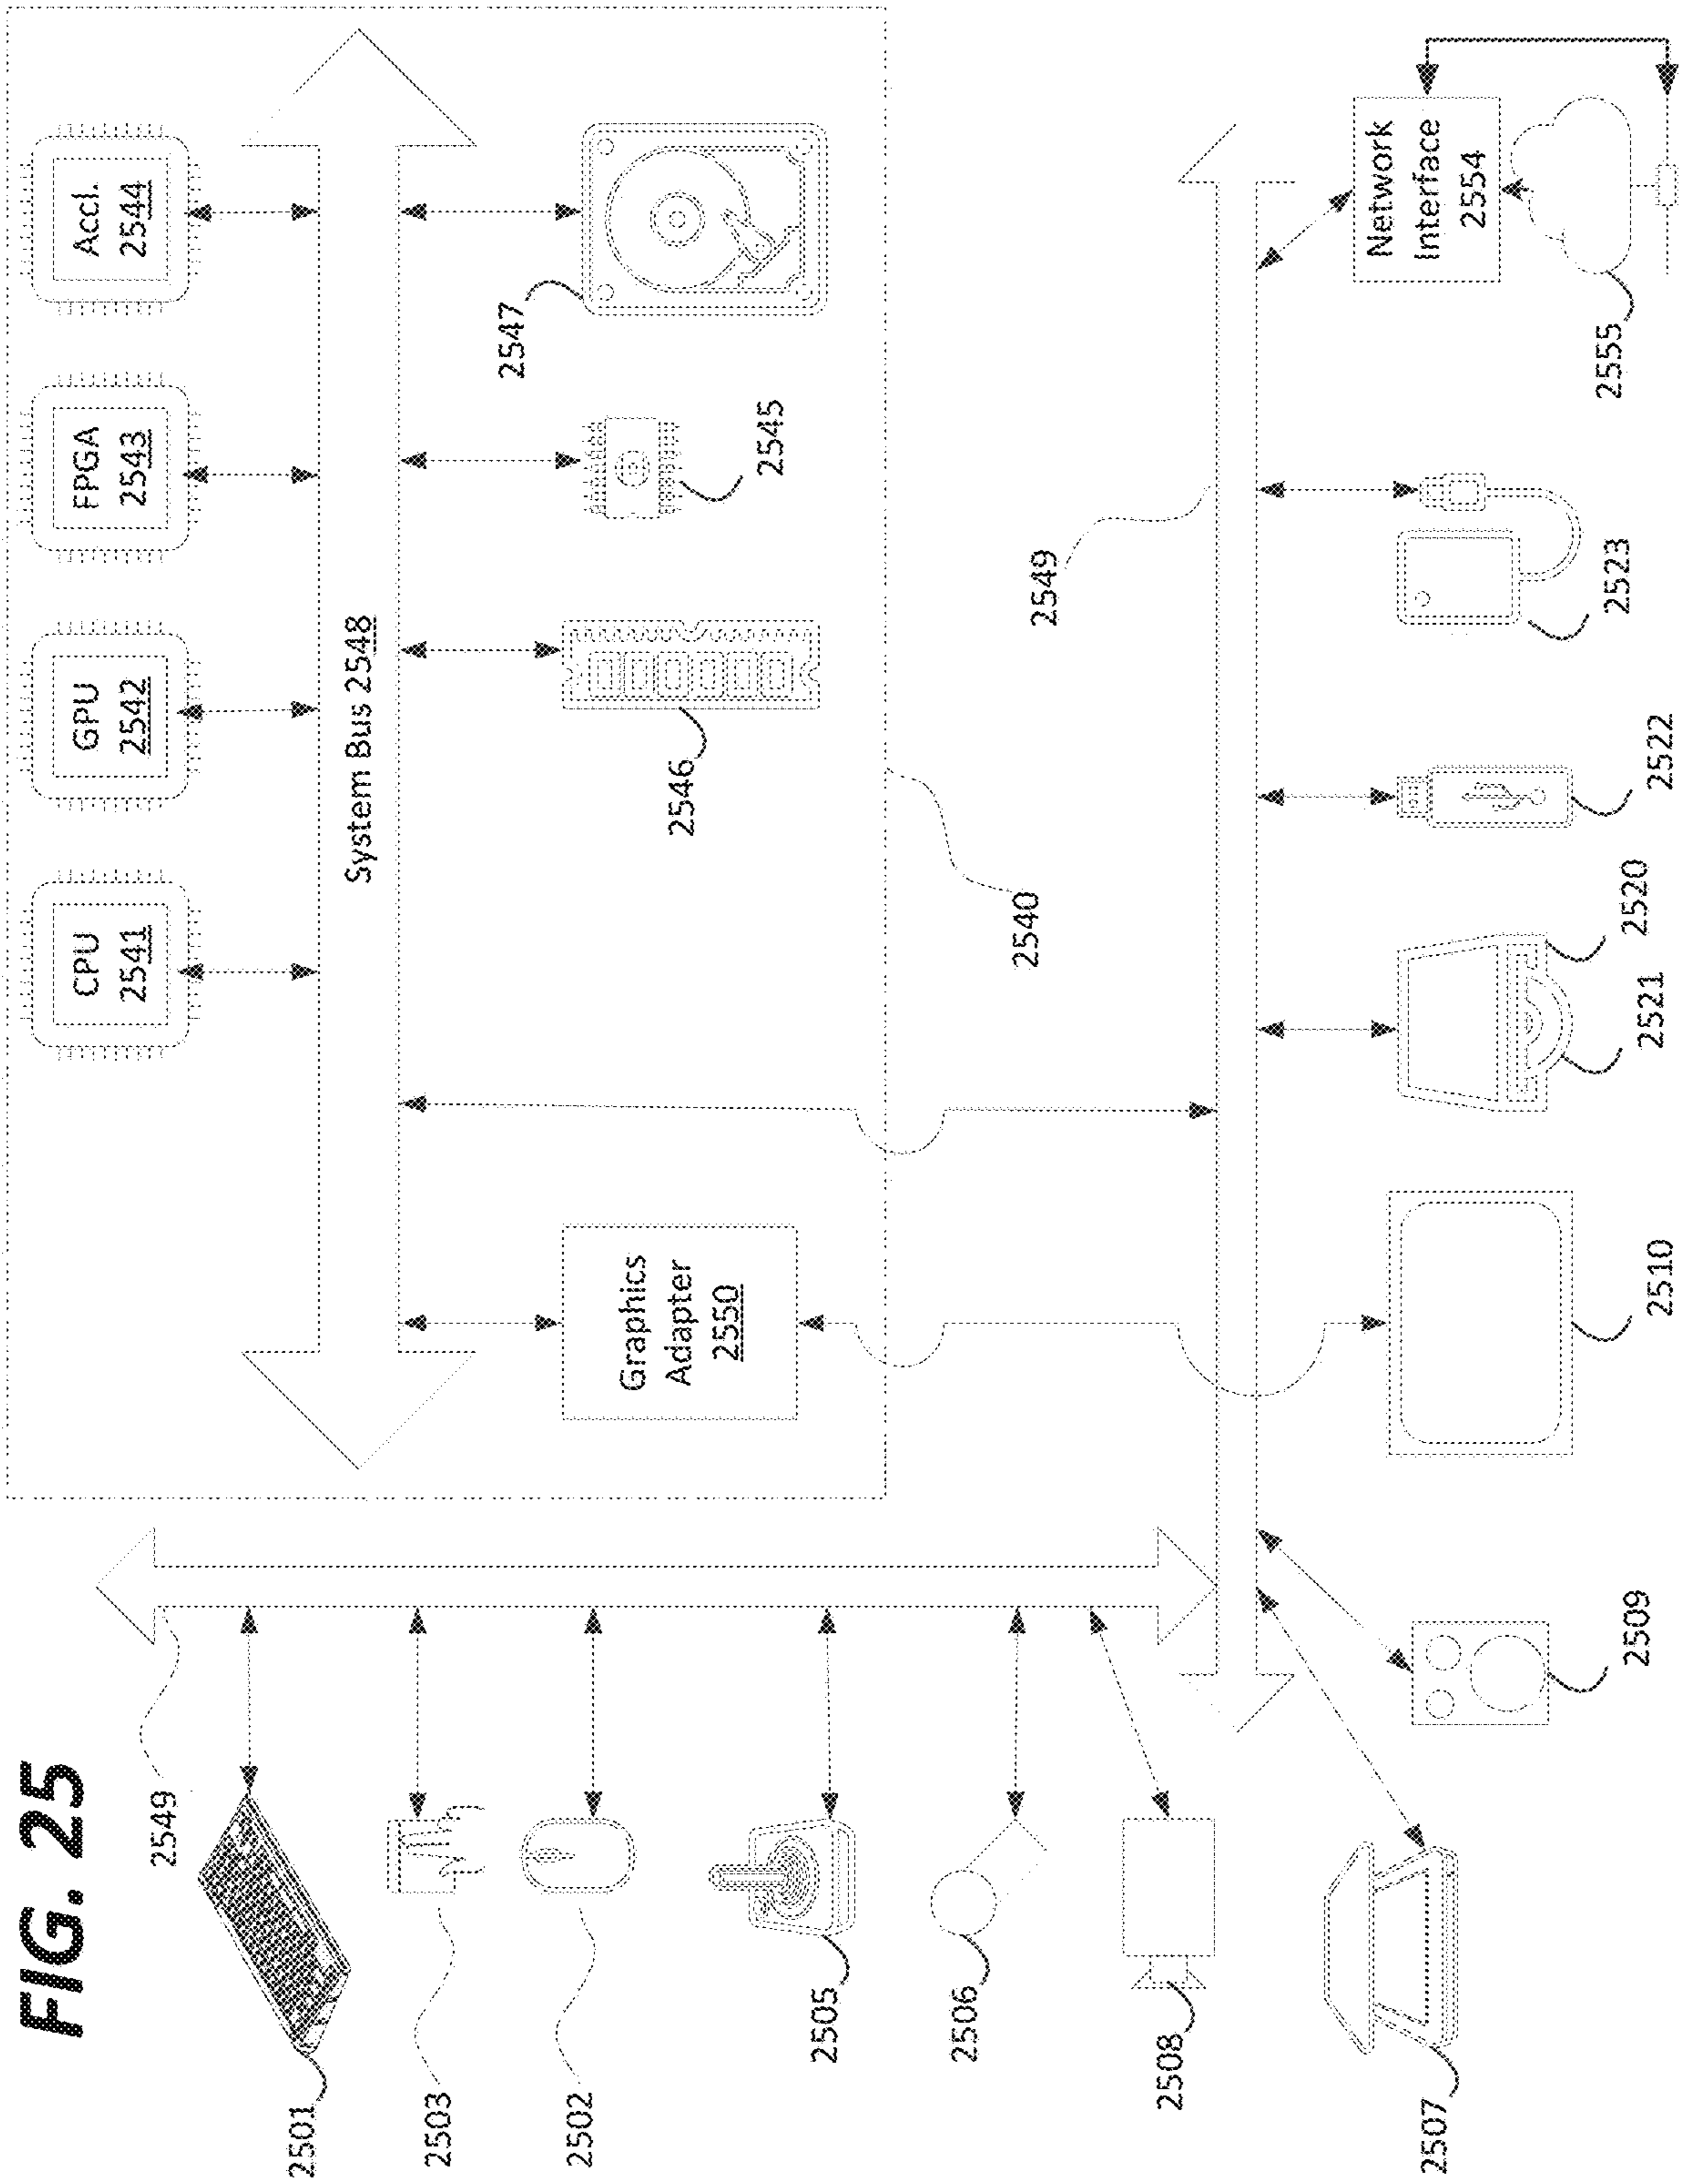 FIG. 25
CPU
2541
GPU
2542
FPGA
2543
Accl.
2544
System Bus 2548
2549
2501
2503
2502
2505
2506
2508
2507
Graphics
Adapter
2550
2546
2545
2547
2540
2549
2509
2510
2521
2520
2522
2523
2555
Network
Interface
2554